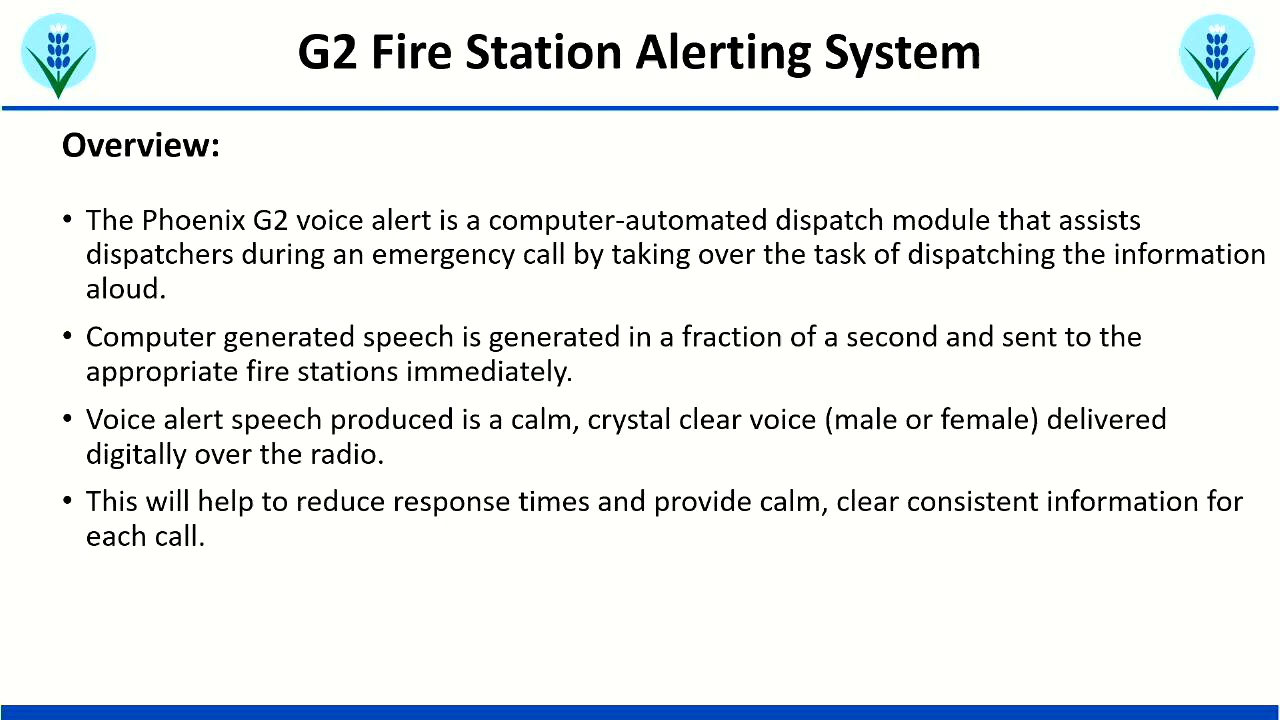 G2 Fire Station Alerting System
Overview:
• The Phoenix G2 voice alert is a computer-automated dispatch module that assists
dispatchers during an emergency call by taking over the task of dispatching the information
aloud.
• Computer generated speech is generated in a fraction of a second and sent to the
appropriate fire stations immediately.
• Voice alert speech produced is a calm, crystal clear voice (male or female) delivered
digitally over the radio.
• This will help to reduce response times and provide calm, clear consistent information for
each call.